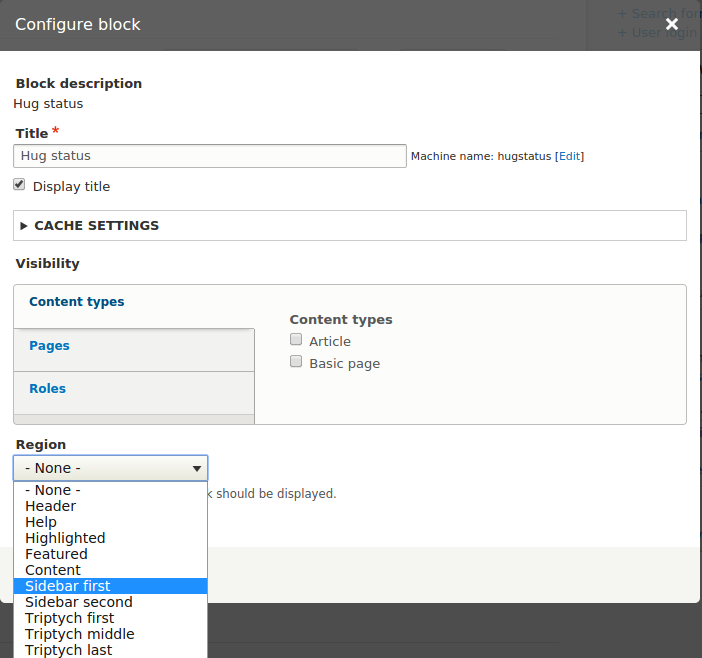 Configure block
+ Search for
+ User login
Block description
Hug status
Title *
Hug status
Machine name: hugstatus [Edit]
Display title
CACHE SETTINGS
Visibility
Content types
Pages
Roles
Content types
Article
Basic page
Region
- None -
k should be displayed.
- None -
Header
Help
Highlighted
Featured
Content
Sidebar first
Sidebar second
Triptych first
Triptych middle
Triptych last